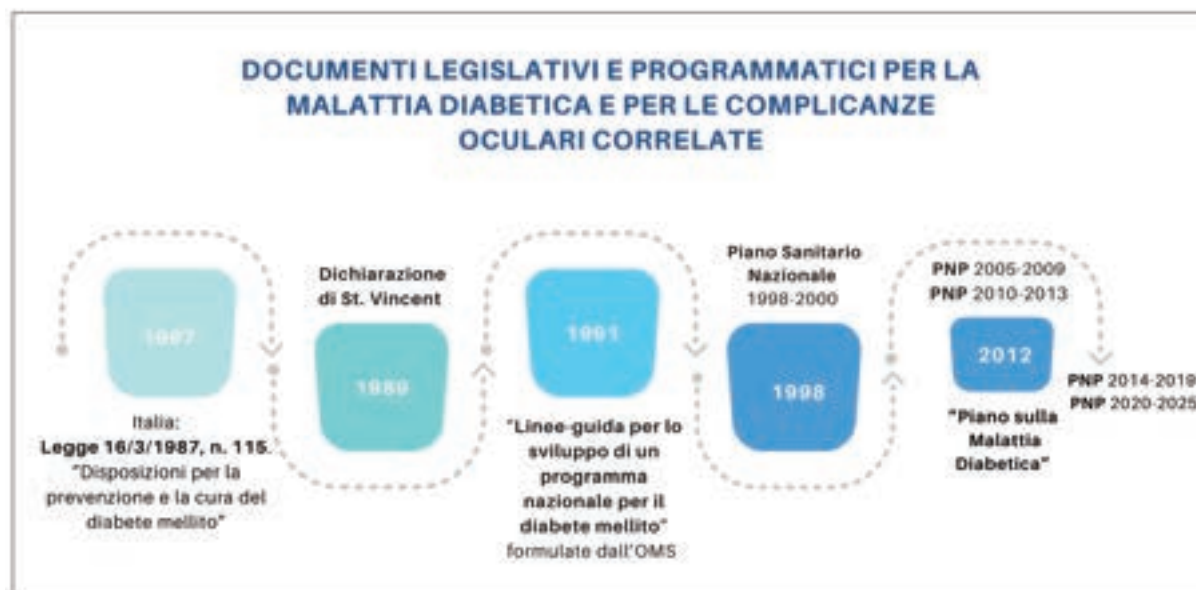 DOCUMENTI LEGISLATIVI E PROGRAMMATICI PER LA
MALATTIA DIABETICA E PER LE COMPLICANZE
OCULARI CORRELATE
1997
Italia:
Legge 16/3/1987, n. 115.
"Disposizioni per la
prevenzione e la cura del
diabete mellito"
Dichiarazione
di St. Vincent
1989
1991
"Linee-guida per lo
sviluppo di un
programma
nazionale per il
diabete mellito"
formulate dall'OMS
Piano Sanitario
Nazionale
1998-2000
1998
PNP 2005-2009
PNP 2010-2013
2012
"Piano sulla
Malattia
Diabetica"
PNP 2014-2019
PNP 2020-2025